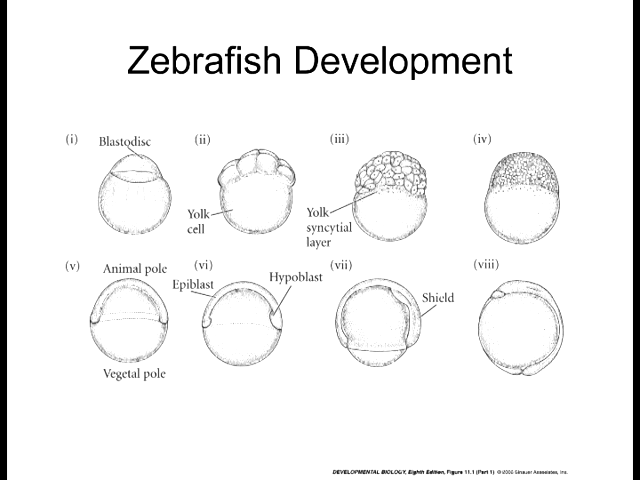 Zebrafish Development
(i) (ii) (iii) (iv)
Blastodisc
Yolk
cell
Yolk
syncytial
layer
(v) (vi) (vii) (viii)
Animal pole
Epiblast
Hypoblast
Shield
Vegetal pole
DEVELOPMENTAL BIOLOGY, Eighth Edition, Figure 11.1 (Part 1) © 2006 Sinauer Associates, Inc.